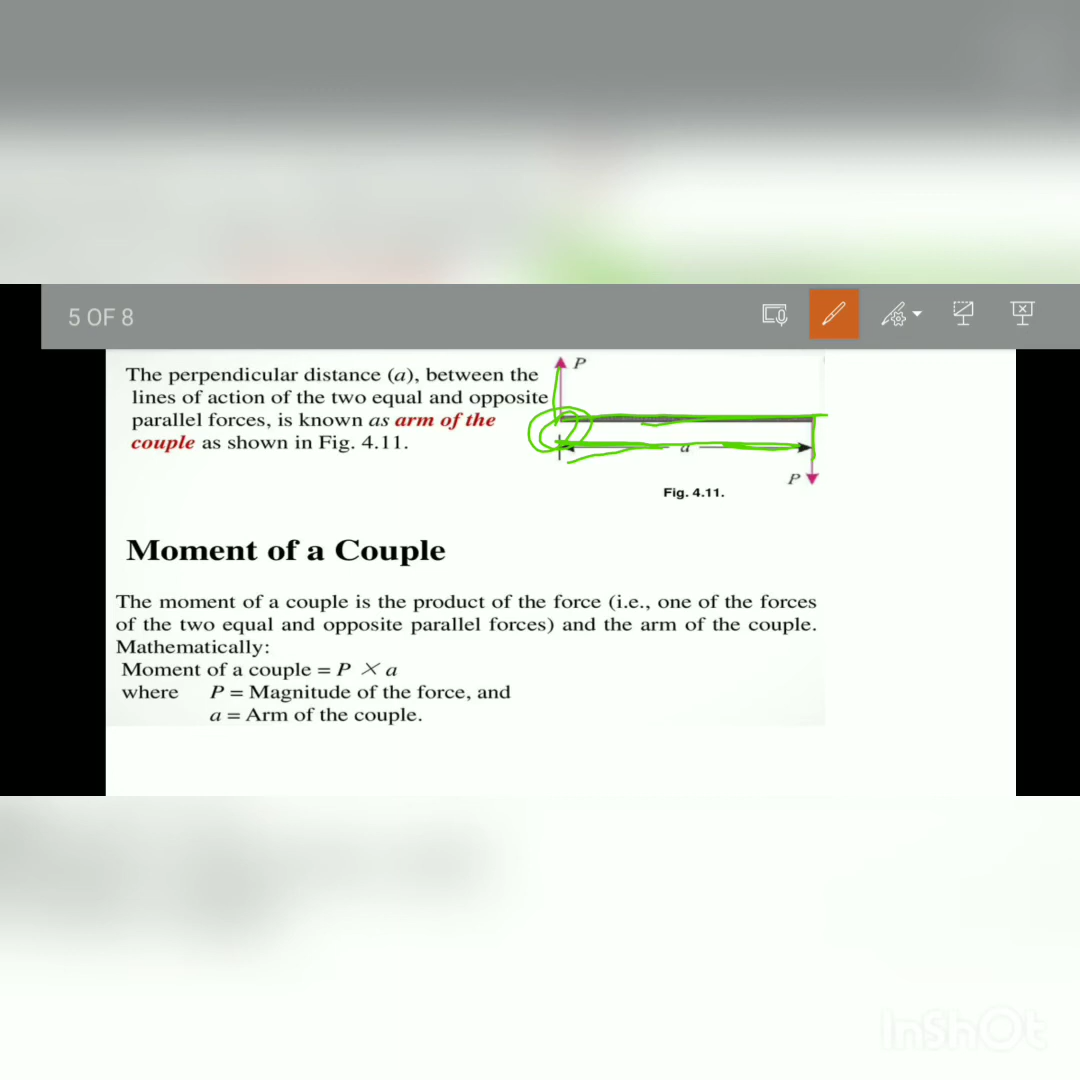 5 OF 8
The perpendicular distance (a), between the
lines of action of the two equal and opposite
parallel forces, is known as arm of the
couple as shown in Fig. 4.11.
P
a
P
Fig. 4.11.
Moment of a Couple
The moment of a couple is the product of the force (i.e., one of the forces
of the two equal and opposite parallel forces) and the arm of the couple.
Mathematically:
Moment of a couple = P × a
where P = Magnitude of the force, and
a = Arm of the couple.
InShOt